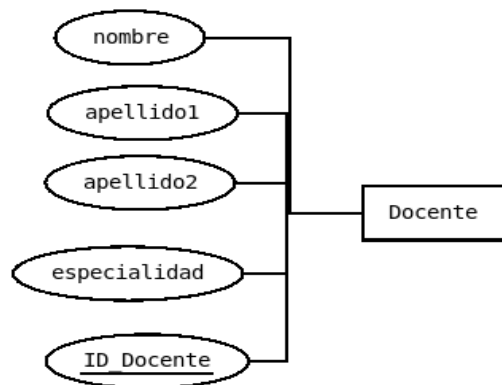 nombre
apellido1
apellido2
Docente
especialidad
ID_Docente